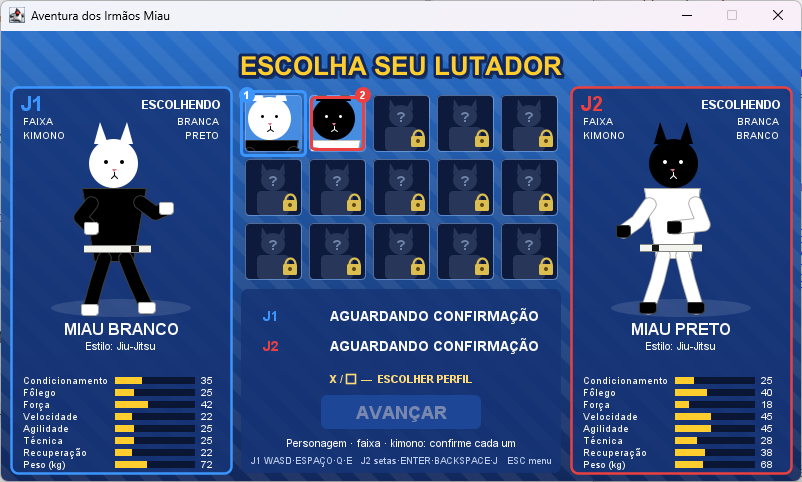 Aventura dos Irmãos Miau
ESCOLHA SEU LUTADOR
J1 ESCOLHENDO
FAIXA BRANCA
KIMONO PRETO
MIAU BRANCO
Estilo: Jiu-Jitsu
Condicionamento 35
Fôlego 25
Força 42
Velocidade 22
Agilidade 25
Técnica 25
Recuperação 22
Peso (kg) 72
1 2 ? ? ?
? ? ? ? ?
? ? ? ? ?
J1 AGUARDANDO CONFIRMAÇÃO
J2 AGUARDANDO CONFIRMAÇÃO
X / □ — ESCOLHER PERFIL
AVANÇAR
Personagem · faixa · kimono: confirme cada um
J1 WASD·ESPAÇO·Q·E J2 setas·ENTER·BACKSPACE·J ESC menu
J2 ESCOLHENDO
FAIXA BRANCA
KIMONO BRANCO
MIAU PRETO
Estilo: Jiu-Jitsu
Condicionamento 25
Fôlego 40
Força 18
Velocidade 45
Agilidade 45
Técnica 28
Recuperação 38
Peso (kg) 68